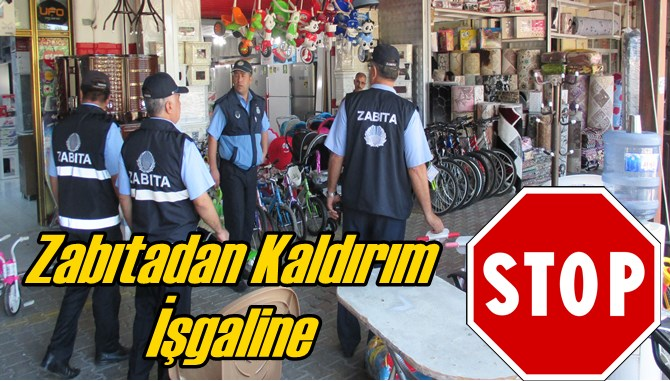 UFO
ZABITA
ZABITA
ZABITA
Zabıtadan Kaldırım
İşgaline
STOP